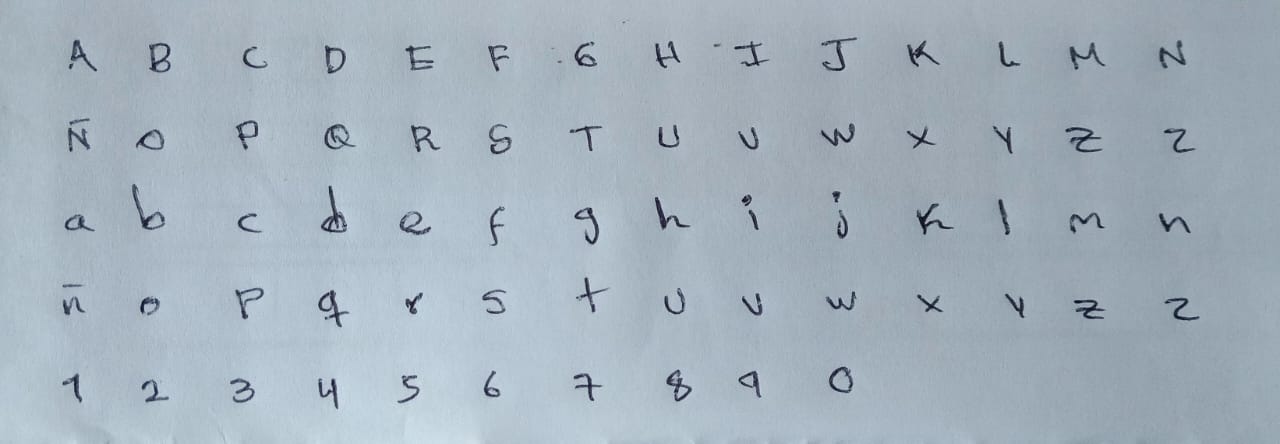 A B C D E F G H I J K L M N
Ñ O P Q R S T U V W X Y Z Z
a b c d e f g h i j k l m n
ñ o p q r s t u v w x y z z
1 2 3 4 5 6 7 8 9 0